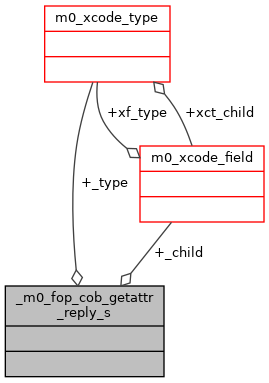 m0_xcode_type
+xf_type
+xct_child
m0_xcode_field
+_type
+_child
_m0_fop_cob_getattr
_reply_s